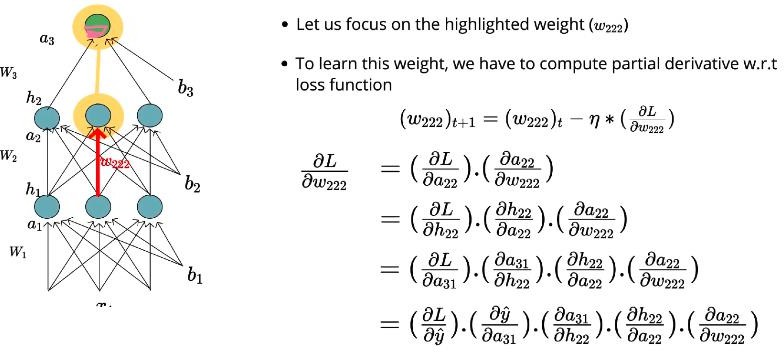 a₃
W₃
b₃
h₂
a₂
W₂
w₂₂₂
b₂
h₁
a₁
W₁
b₁
• Let us focus on the highlighted weight (w₂₂₂)
• To learn this weight, we have to compute partial derivative w.r.t
loss function
(w₂₂₂)ₜ₊₁ = (w₂₂₂)ₜ − η * (∂L/∂w₂₂₂)
∂L/∂w₂₂₂ = (∂L/∂a₂₂).(∂a₂₂/∂w₂₂₂)
= (∂L/∂h₂₂).(∂h₂₂/∂a₂₂).(∂a₂₂/∂w₂₂₂)
= (∂L/∂a₃₁).(∂a₃₁/∂h₂₂).(∂h₂₂/∂a₂₂).(∂a₂₂/∂w₂₂₂)
= (∂L/∂ŷ).(∂ŷ/∂a₃₁).(∂a₃₁/∂h₂₂).(∂h₂₂/∂a₂₂).(∂a₂₂/∂w₂₂₂)